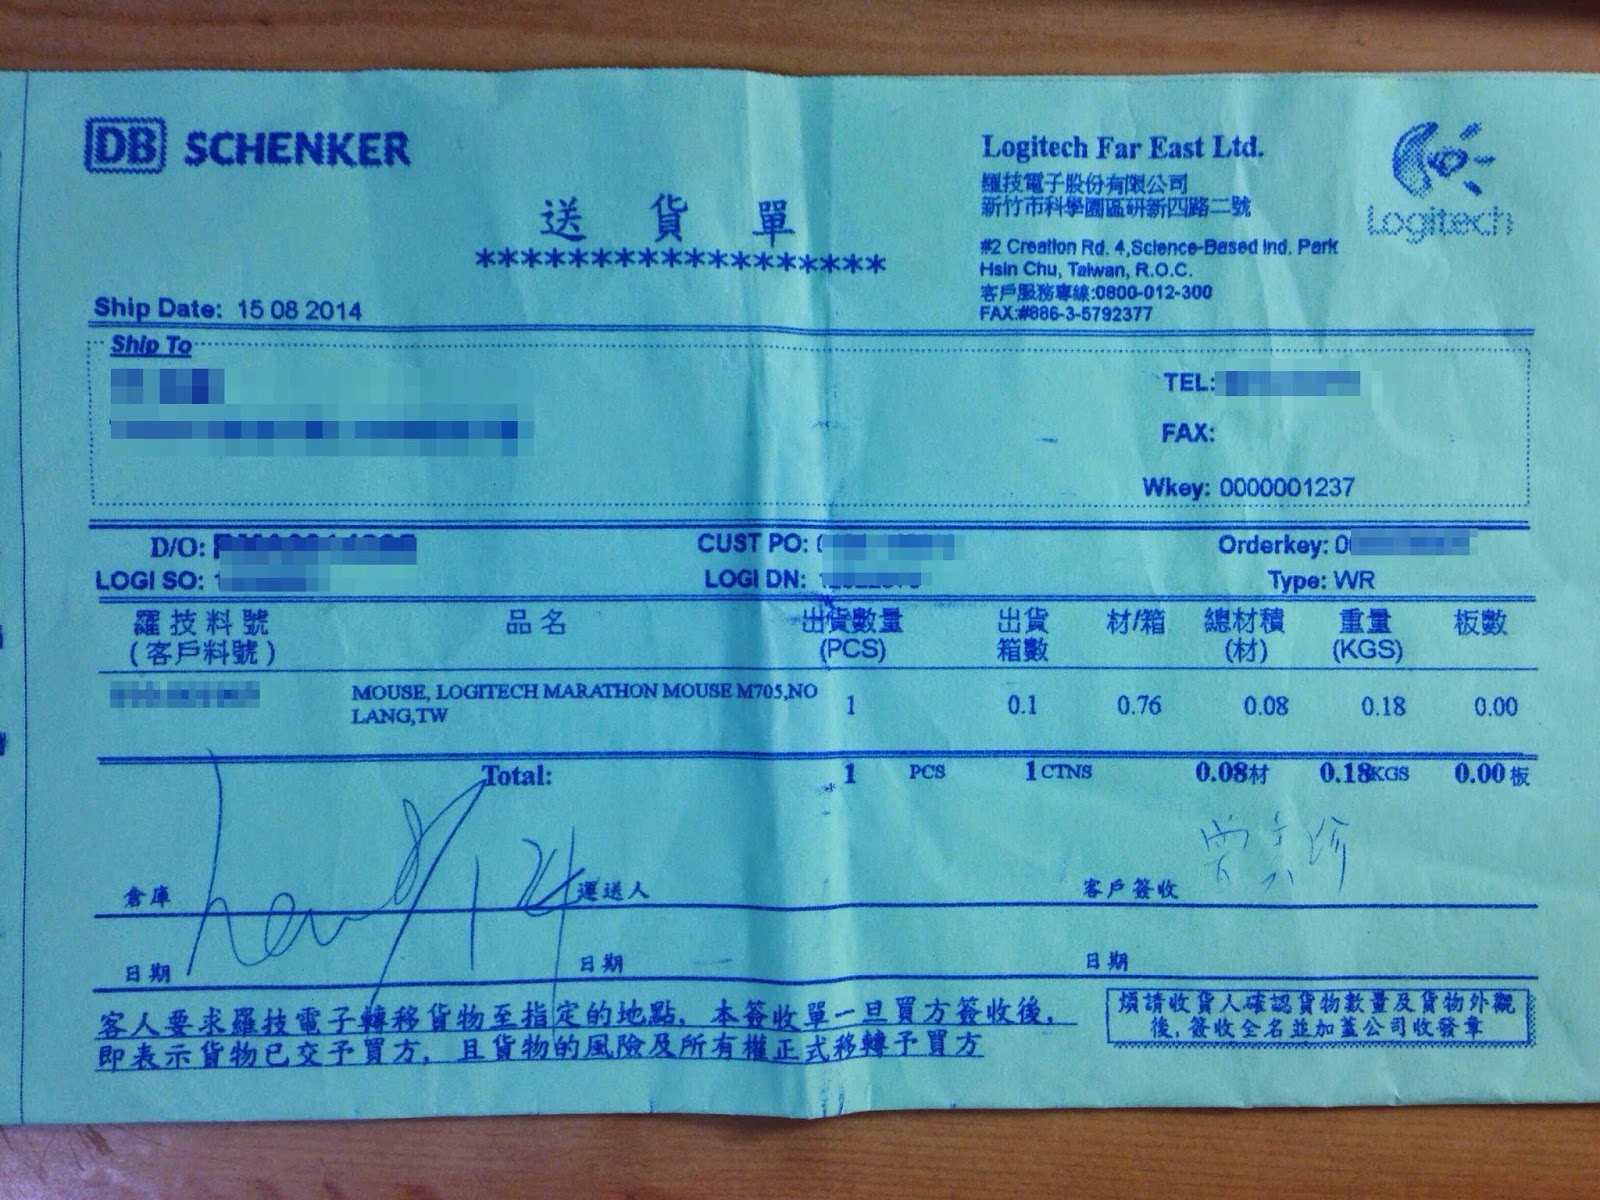 DB SCHENKER
Logitech Far East Ltd.
羅技電子股份有限公司
新竹市科學園區研新四路二號
Logitech
送貨單
******************
#2 Creation Rd. 4,Science-Based Ind. Park
Hsin Chu, Taiwan, R.O.C.
客戶服務專線:0800-012-300
FAX:#886-3-5792377
Ship Date: 15 08 2014
Ship To
TEL:
FAX:
Wkey: 0000001237
D/O: CUST PO: Orderkey: 0
LOGI SO: 1 LOGI DN: Type: WR
羅技料號 品名 出貨數量 出貨 材/箱 總材積 重量 板數
(客戶料號) (PCS) 箱數 (材) (KGS)
MOUSE, LOGITECH MARATHON MOUSE M705,NO 1 0.1 0.76 0.08 0.18 0.00
LANG,TW
Total: 1 PCS 1 CTNS 0.08材 0.18KGS 0.00板
倉庫 運送人 客戶簽收
日期 日期 日期
客人要求羅技電子轉移貨物至指定的地點, 本簽收單一旦買方簽收後,
即表示貨物已交予買方, 且貨物的風險及所有權正式移轉予買方
煩請收貨人確認貨物數量及貨物外觀
後,簽收全名並加蓋公司收發章